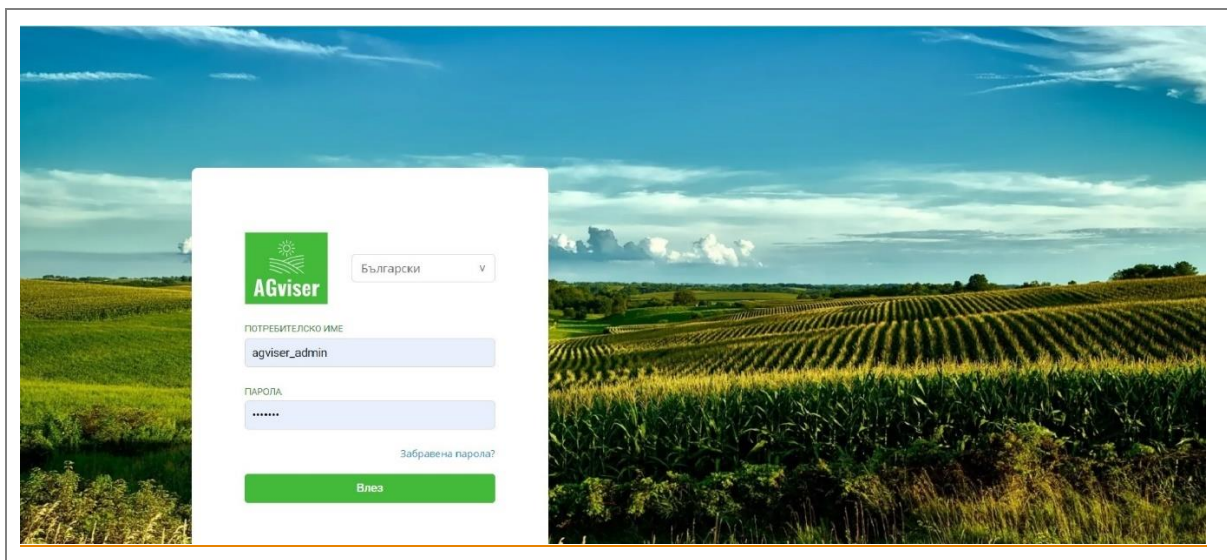 AGviser
Български
ПОТРЕБИТЕЛСКО ИМЕ
agviser_admin
ПАРОЛА
•••••••
Забравена парола?
Влез